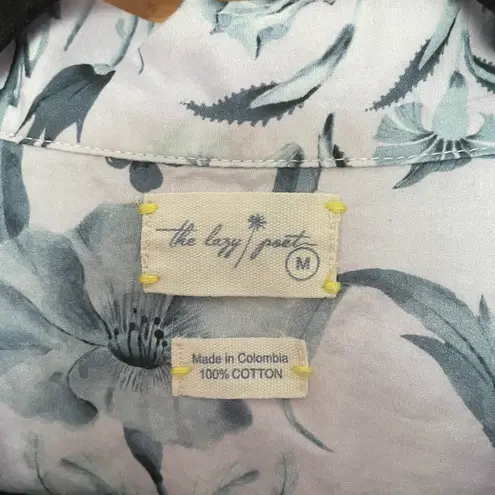 the lazy poet
M
Made in Colombia
100% COTTON